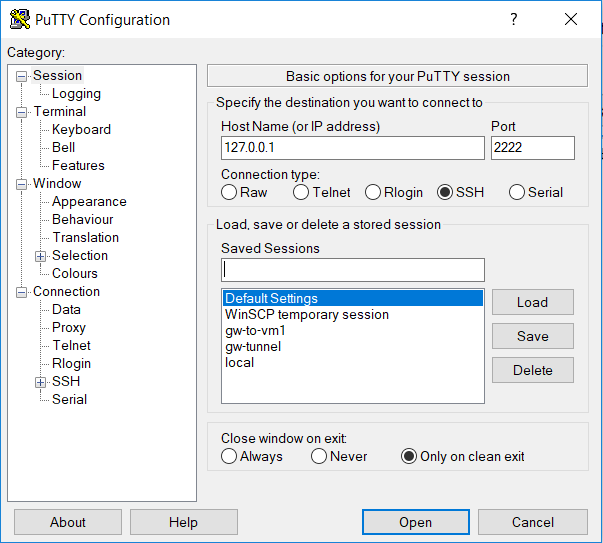 PuTTY Configuration
?
Category:
Session
Logging
Terminal
Keyboard
Bell
Features
Window
Appearance
Behaviour
Translation
Selection
Colours
Connection
Data
Proxy
Telnet
Rlogin
SSH
Serial
Basic options for your PuTTY session
Specify the destination you want to connect to
Host Name (or IP address) Port
127.0.0.1 2222
Connection type:
Raw Telnet Rlogin SSH Serial
Load, save or delete a stored session
Saved Sessions
Default Settings
WinSCP temporary session
gw-to-vm1
gw-tunnel
local
Load
Save
Delete
Close window on exit:
Always Never Only on clean exit
About Help Open Cancel